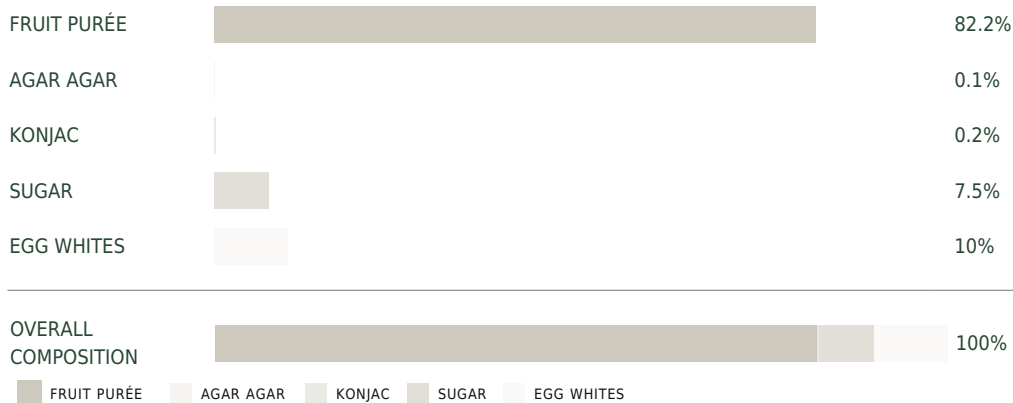 FRUIT PURÉE 82.2%
AGAR AGAR 0.1%
KONJAC 0.2%
SUGAR 7.5%
EGG WHITES 10%
OVERALL
COMPOSITION 100%
FRUIT PURÉE AGAR AGAR KONJAC SUGAR EGG WHITES